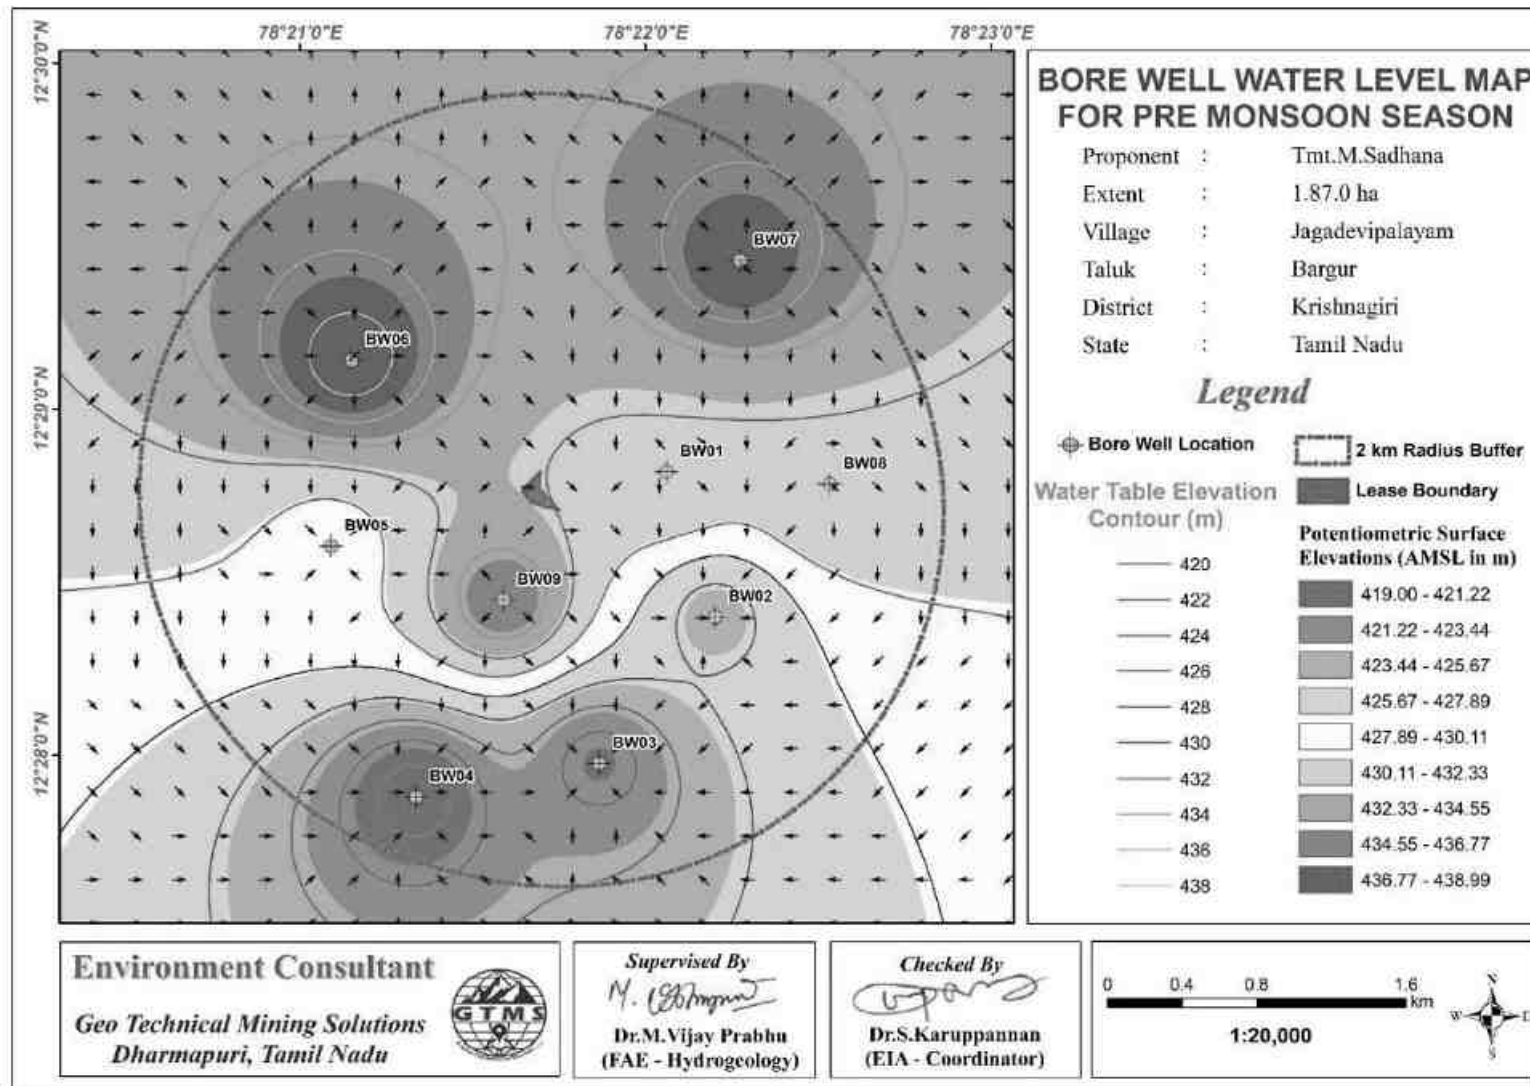 78°21'0"E
78°22'0"E
78°23'0"E
12°30'0"N
12°29'0"N
12°28'0"N
BW07
BW06
BW01
BW08
BW05
BW09
BW02
BW03
BW04
BORE WELL WATER LEVEL MAP
FOR PRE MONSOON SEASON
Proponent : Tmt.M.Sadhana
Extent : 1.87.0 ha
Village : Jagadevipalayam
Taluk : Bargur
District : Krishnagiri
State : Tamil Nadu
Legend
Bore Well Location
2 km Radius Buffer
Lease Boundary
Water Table Elevation
Contour (m)
420
422
424
426
428
430
432
434
436
438
Potentiometric Surface
Elevations (AMSL in m)
419.00 - 421.22
421.22 - 423.44
423.44 - 425.67
425.67 - 427.89
427.89 - 430.11
430.11 - 432.33
432.33 - 434.55
434.55 - 436.77
436.77 - 438.99
Environment Consultant
Geo Technical Mining Solutions
Dharmapuri, Tamil Nadu
GTMS
Supervised By
Dr.M.Vijay Prabhu
(FAE - Hydrogeology)
Checked By
Dr.S.Karuppannan
(EIA - Coordinator)
0 0.4 0.8 1.6
km
1:20,000
N
W
S